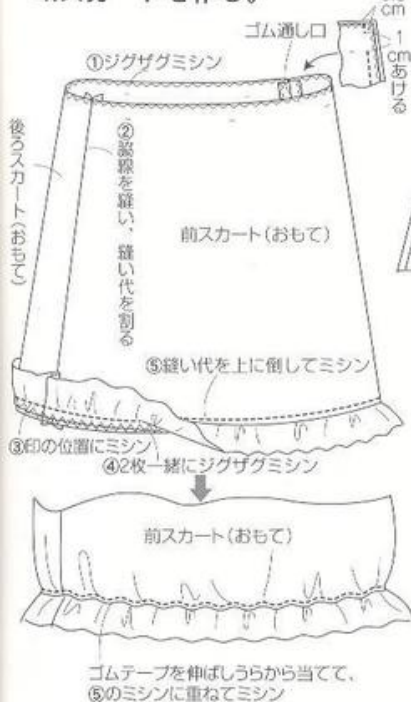 cm
ゴム通し口
1cmあける
①ジグザグミシン
②脇線を縫い、縫い代を割る
後ろスカート(おもて)
前スカート(おもて)
⑤縫い代を上に倒してミシン
③印の位置にミシン
④2枚一緒にジグザグミシン
前スカート(おもて)
ゴムテープを伸ばしうらから当てて、
⑤のミシンに重ねてミシン